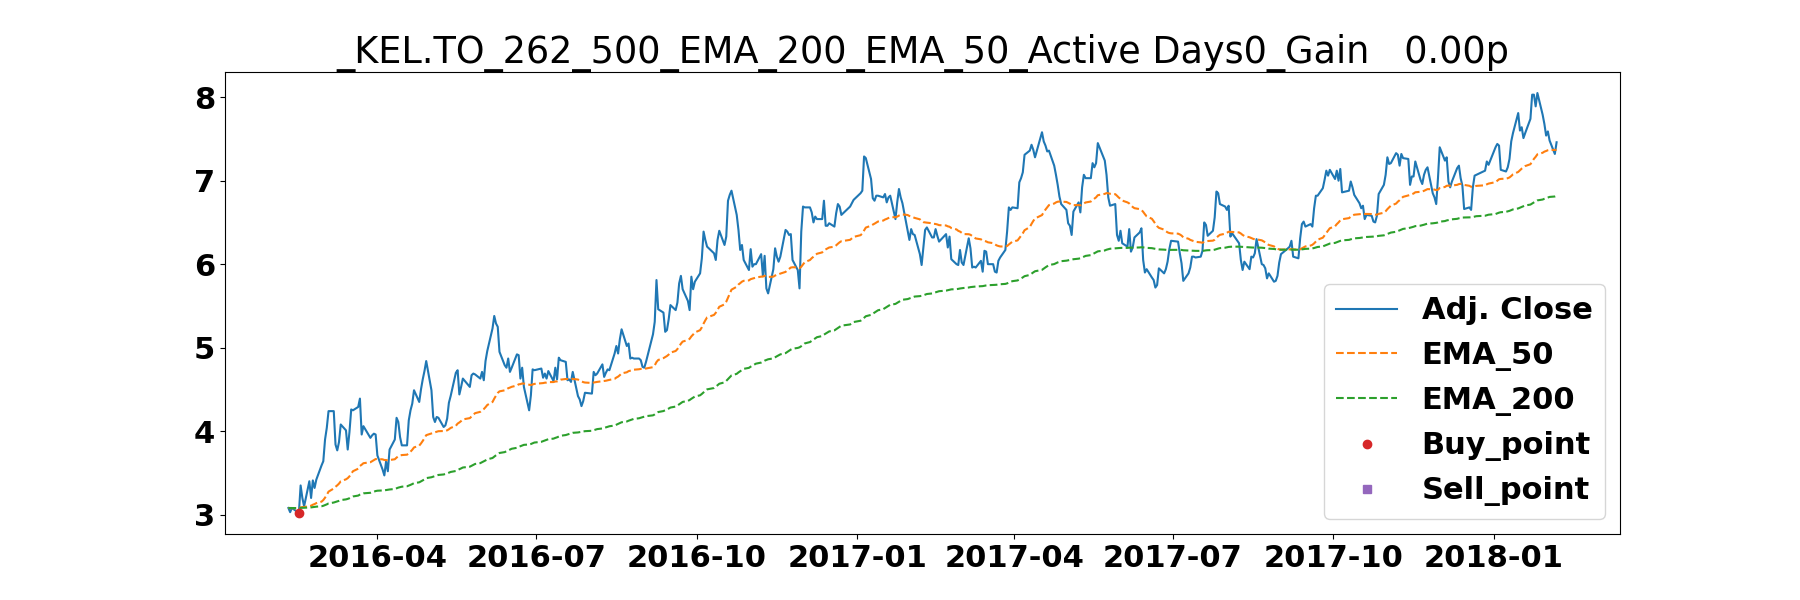 _KEL.TO_262_500_EMA_200_EMA_50_Active Days0_Gain   0.00p
8
7
6
5
4
3
2016-04 2016-07 2016-10 2017-01 2017-04 2017-07 2017-10 2018-01
Adj. Close
EMA_50
EMA_200
Buy_point
Sell_point